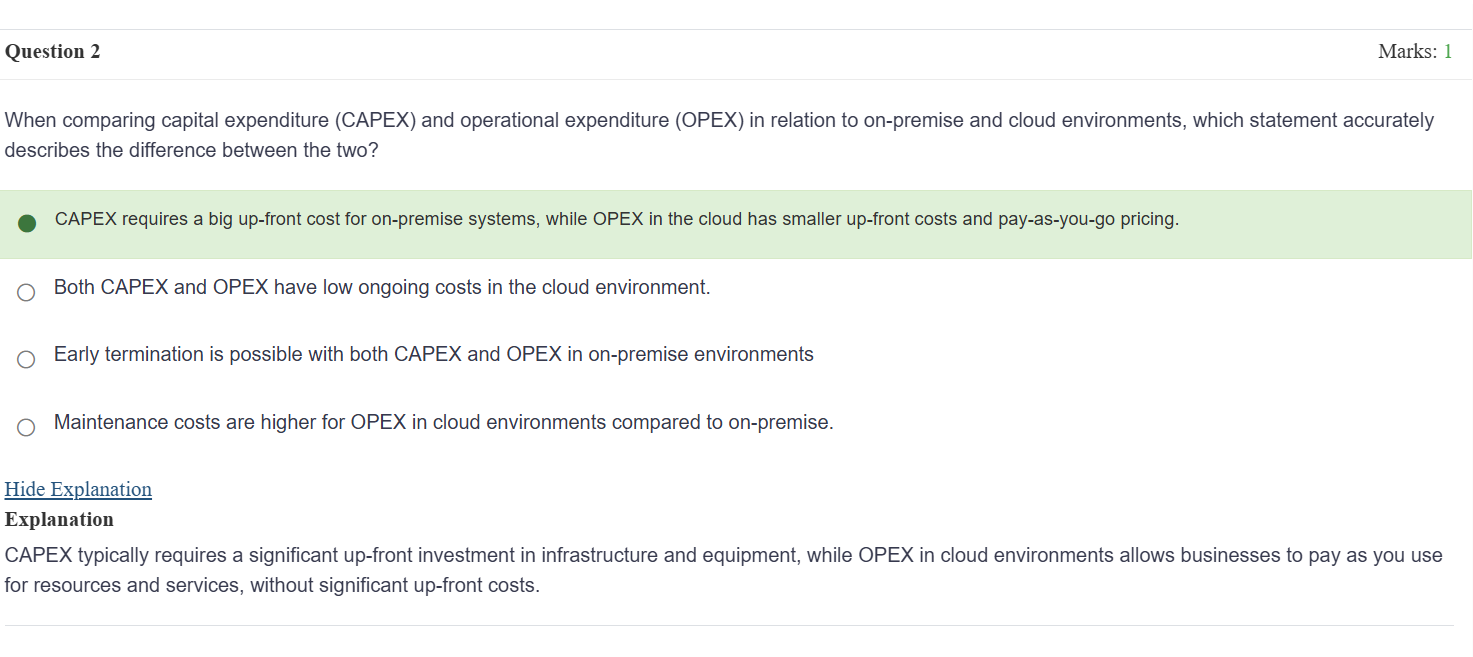 Question 2
Marks: 1
When comparing capital expenditure (CAPEX) and operational expenditure (OPEX) in relation to on-premise and cloud environments, which statement accurately
describes the difference between the two?
CAPEX requires a big up-front cost for on-premise systems, while OPEX in the cloud has smaller up-front costs and pay-as-you-go pricing.
Both CAPEX and OPEX have low ongoing costs in the cloud environment.
Early termination is possible with both CAPEX and OPEX in on-premise environments
Maintenance costs are higher for OPEX in cloud environments compared to on-premise.
Hide Explanation
Explanation
CAPEX typically requires a significant up-front investment in infrastructure and equipment, while OPEX in cloud environments allows businesses to pay as you use
for resources and services, without significant up-front costs.